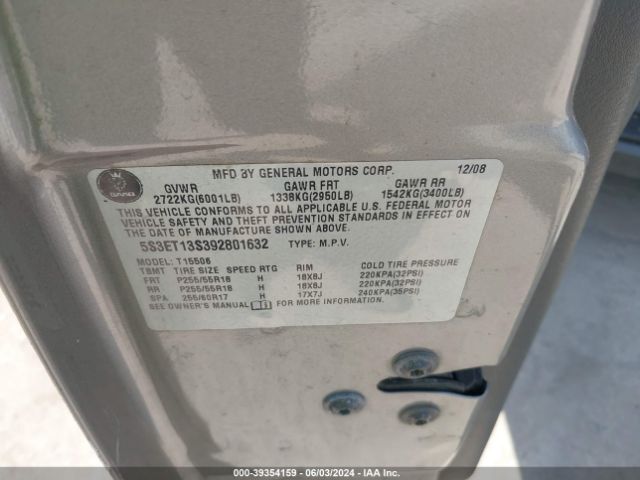 MFD BY GENERAL MOTORS CORP. 12/08
GVWR GAWR FRT GAWR RR
2722KG(6001LB) 1338KG(2950LB) 1542KG(3400LB)
THIS VEHICLE CONFORMS TO ALL APPLICABLE U.S. FEDERAL MOTOR
VEHICLE SAFETY AND THEFT PREVENTION STANDARDS IN EFFECT ON
THE DATE OF MANUFACTURE SHOWN ABOVE.
5S3ET13S392801632 TYPE: M.P.V.
MODEL: T15506
TBMT TIRE SIZE SPEED RTG RIM COLD TIRE PRESSURE
FRT P255/55R18 H 18X8J 220KPA(32PSI)
RR P255/55R18 H 18X8J 220KPA(32PSI)
SPA 255/60R17 H 17X7J 240KPA(35PSI)
SEE OWNER'S MANUAL FOR MORE INFORMATION.
000-39354159 - 06/03/2024 - IAA Inc.